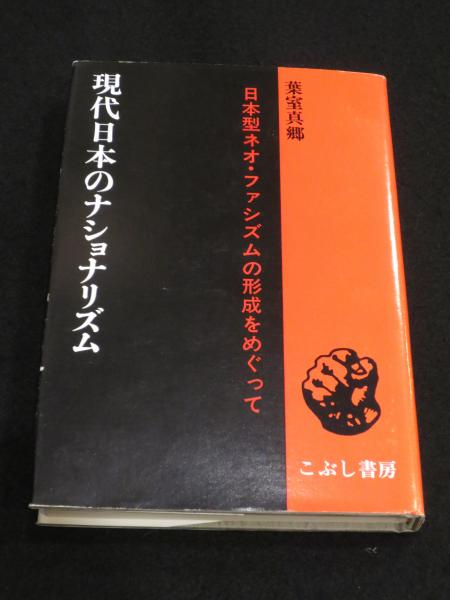 葉室真郷
日本型ネオ・ファシズムの形成をめぐって
現代日本のナショナリズム
こぶし書房